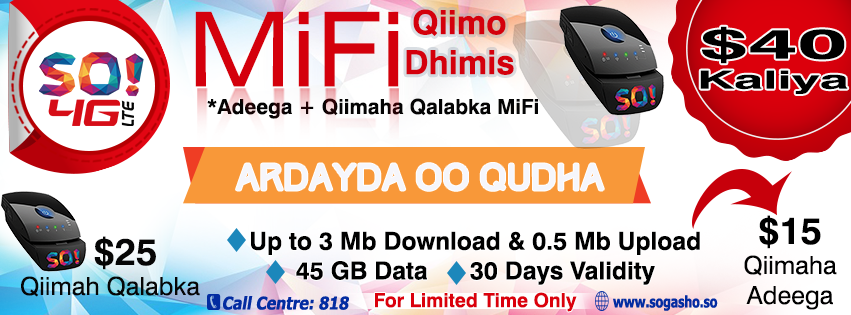 SO!
4G LTE
MiFi
Qiimo
Dhimis
*Adeega + Qiimaha Qalabka MiFi
SO!
$40
Kaliya
ARDAYDA OO QUDHA
SO!
$25
Qiimah Qalabka
Up to 3 Mb Download & 0.5 Mb Upload
45 GB Data
30 Days Validity
Call Centre: 818
For Limited Time Only
www.sogasho.so
$15
Qiimaha
Adeega